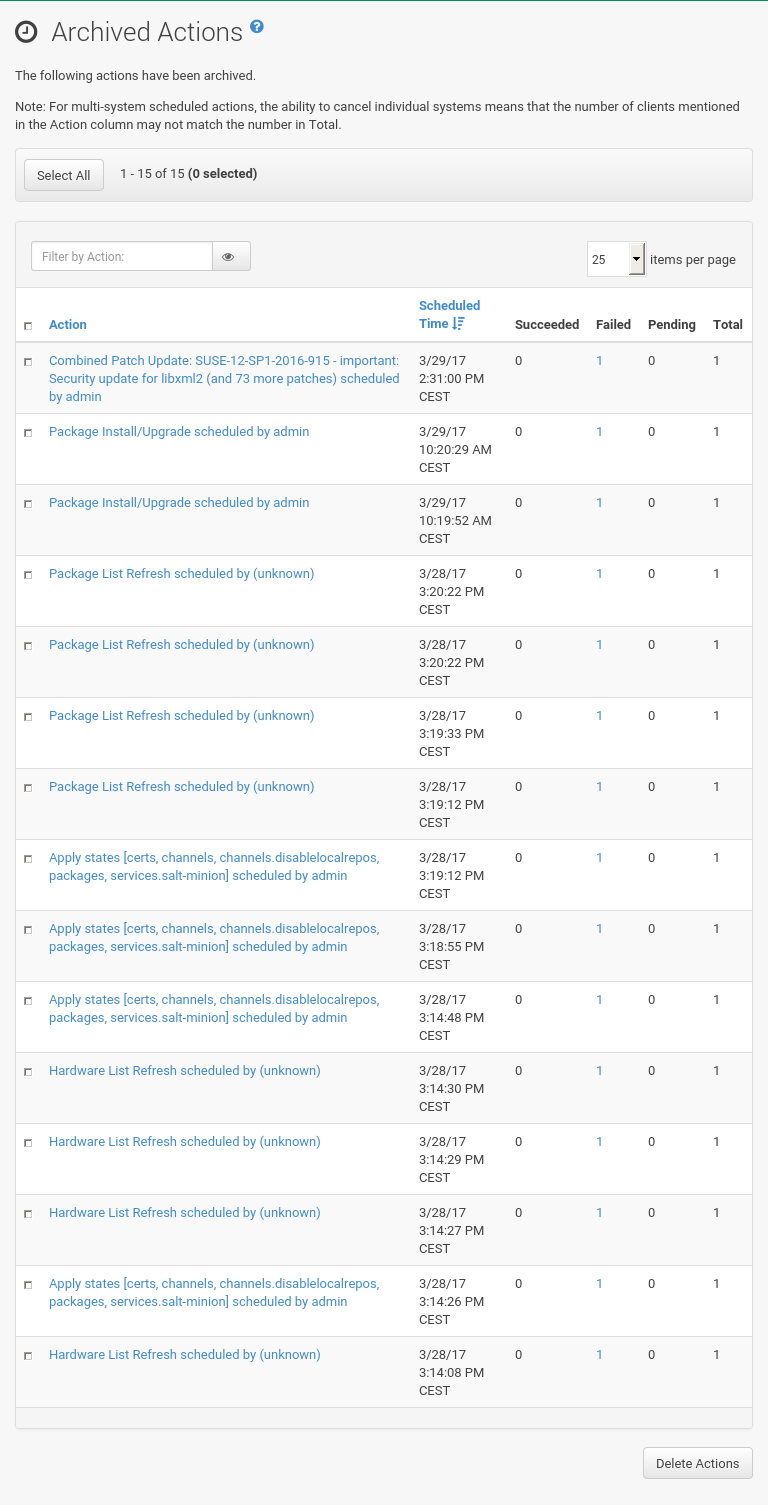 Archived Actions ?
The following actions have been archived.
Note: For multi-system scheduled actions, the ability to cancel individual systems means that the number of clients mentioned
in the Action column may not match the number in Total.
Select All 1 - 15 of 15 (0 selected)
Filter by Action: 25 items per page
Scheduled
Action Time Succeeded Failed Pending Total
Combined Patch Update: SUSE-12-SP1-2016-915 - important: 3/29/17 0 1 0 1
Security update for libxml2 (and 73 more patches) scheduled 2:31:00 PM
by admin CEST
Package Install/Upgrade scheduled by admin 3/29/17 0 1 0 1
10:20:29 AM
CEST
Package Install/Upgrade scheduled by admin 3/29/17 0 1 0 1
10:19:52 AM
CEST
Package List Refresh scheduled by (unknown) 3/28/17 0 1 0 1
3:20:22 PM
CEST
Package List Refresh scheduled by (unknown) 3/28/17 0 1 0 1
3:20:22 PM
CEST
Package List Refresh scheduled by (unknown) 3/28/17 0 1 0 1
3:19:33 PM
CEST
Package List Refresh scheduled by (unknown) 3/28/17 0 1 0 1
3:19:12 PM
CEST
Apply states [certs, channels, channels.disablelocalrepos, 3/28/17 0 1 0 1
packages, services.salt-minion] scheduled by admin 3:19:12 PM
CEST
Apply states [certs, channels, channels.disablelocalrepos, 3/28/17 0 1 0 1
packages, services.salt-minion] scheduled by admin 3:18:55 PM
CEST
Apply states [certs, channels, channels.disablelocalrepos, 3/28/17 0 1 0 1
packages, services.salt-minion] scheduled by admin 3:14:48 PM
CEST
Hardware List Refresh scheduled by (unknown) 3/28/17 0 1 0 1
3:14:30 PM
CEST
Hardware List Refresh scheduled by (unknown) 3/28/17 0 1 0 1
3:14:29 PM
CEST
Hardware List Refresh scheduled by (unknown) 3/28/17 0 1 0 1
3:14:27 PM
CEST
Apply states [certs, channels, channels.disablelocalrepos, 3/28/17 0 1 0 1
packages, services.salt-minion] scheduled by admin 3:14:26 PM
CEST
Hardware List Refresh scheduled by (unknown) 3/28/17 0 1 0 1
3:14:08 PM
CEST
Delete Actions